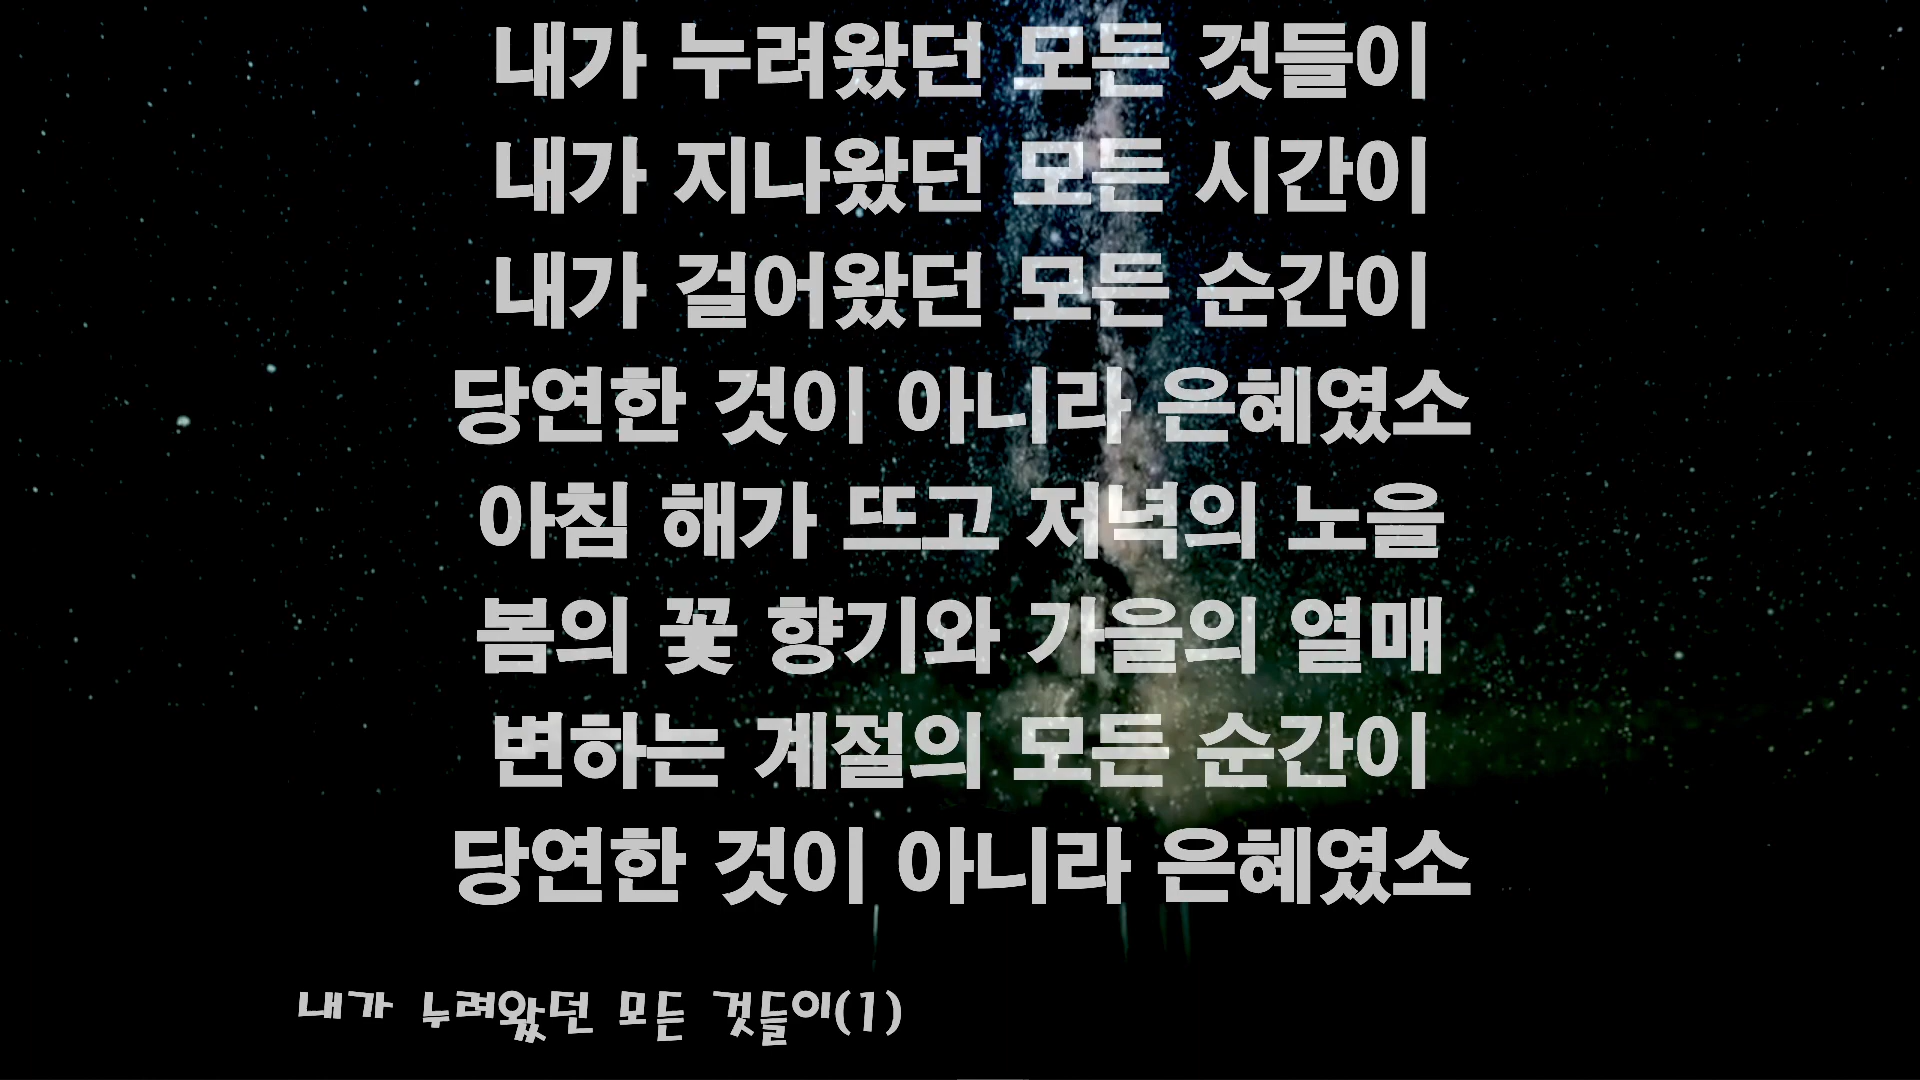 내가 누려왔던 모든 것들이
내가 지나왔던 모든 시간이
내가 걸어왔던 모든 순간이
당연한 것이 아니라 은혜였소
아침 해가 뜨고 저녁의 노을
봄의 꽃 향기와 가을의 열매
변하는 계절의 모든 순간이
당연한 것이 아니라 은혜였소
내가 누려왔던 모든 것들이(1)